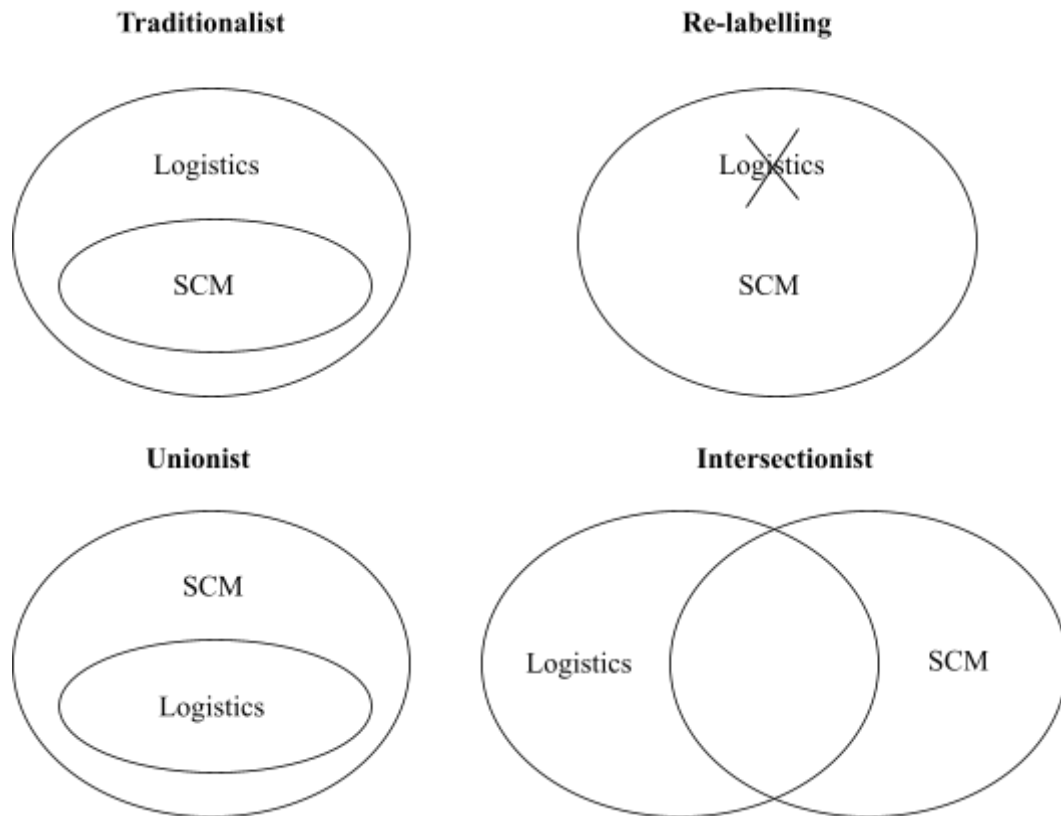 Traditionalist
Re-labelling
Logistics
SCM
Logistics
SCM
Unionist
Intersectionist
SCM
Logistics
Logistics
SCM